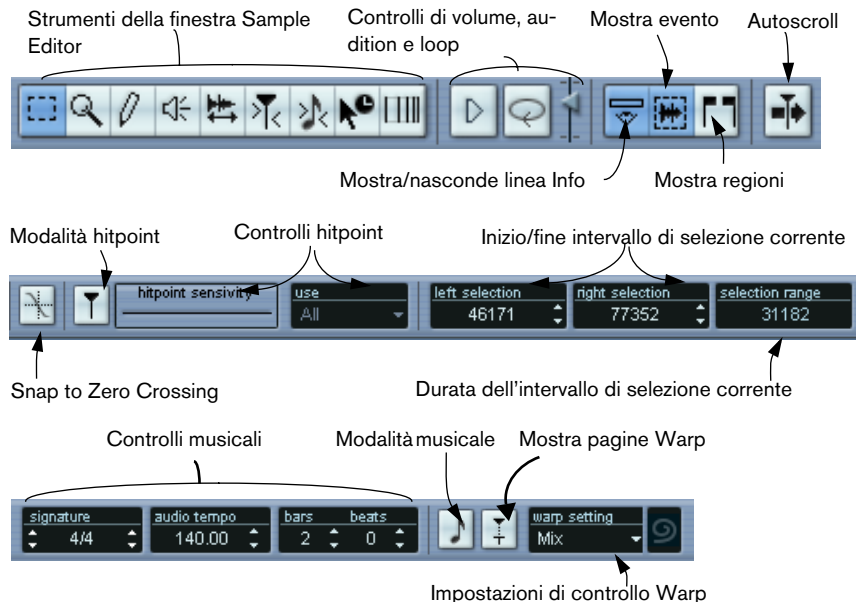 Strumenti della finestra Sample Editor
Controlli di volume, au-
dition e loop
Mostra evento
Autoscroll
Mostra/nasconde linea Info
Mostra regioni
Modalità hitpoint
Controlli hitpoint
Inizio/fine intervallo di selezione corrente
hitpoint sensivity
use
All
left selection
46171
right selection
77352
selection range
31182
Snap to Zero Crossing
Durata dell'intervallo di selezione corrente
Controlli musicali
Modalità musicale
Mostra pagine Warp
signature
4/4
audio tempo
140.00
bars
beats
2
0
warp setting
Mix
Impostazioni di controllo Warp